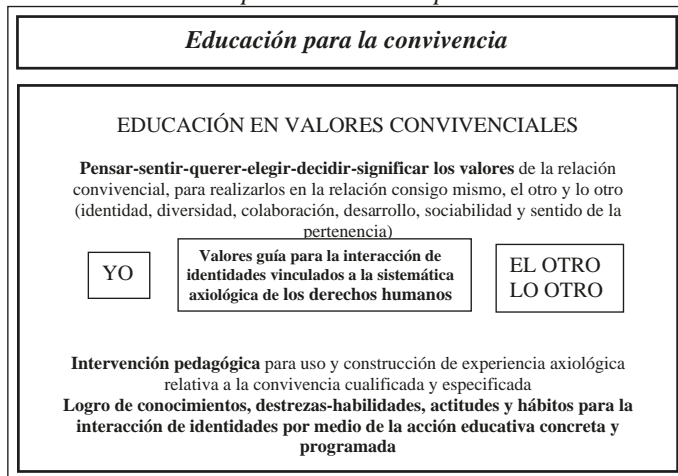 Educación para la convivencia
EDUCACIÓN EN VALORES CONVIVENCIALES
Pensar-sentir-querer-elegir-decidir-significar los valores de la relación
convivencial, para realizarlos en la relación consigo mismo, el otro y lo otro
(identidad, diversidad, colaboración, desarrollo, sociabilidad y sentido de la
pertenencia)
YO
Valores guía para la interacción de
identidades vinculados a la sistemática
axiológica de los derechos humanos
EL OTRO
LO OTRO
Intervención pedagógica para uso y construcción de experiencia axiológica
relativa a la convivencia cualificada y especificada
Logro de conocimientos, destrezas-habilidades, actitudes y hábitos para la
interacción de identidades por medio de la acción educativa concreta y
programada